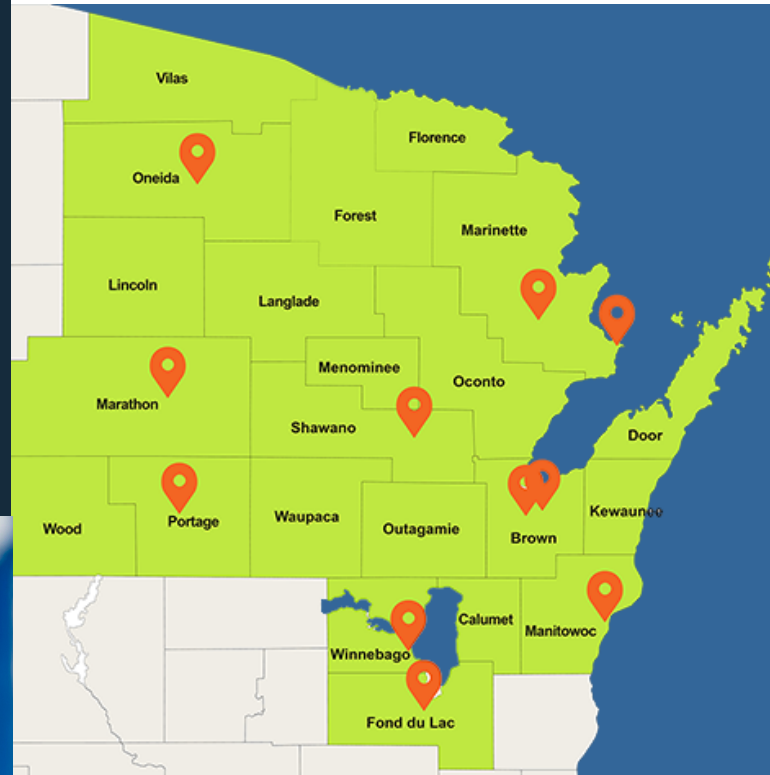 Vilas
Florence
Oneida
Forest
Marinette
Lincoln
Langlade
Menominee
Oconto
Marathon
Shawano
Door
Kewaunee
Portage
Waupaca
Wood
Outagamie
Brown
Calumet
Manitowoc
Winnebago
Fond du Lac